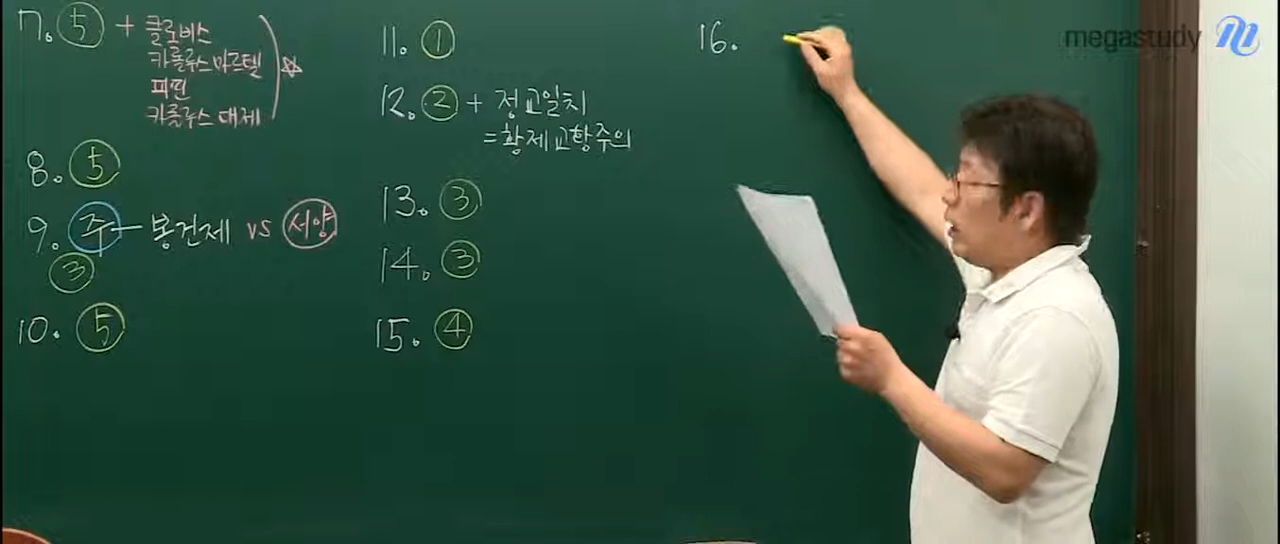 7. ⑤ + 클로비스
카를루스 마르텔
피핀
카를루스 대제
8. ⑤
9. 주 - 봉건제 vs 서양
③
10. ⑤
11. ①
12. ② + 정교일치
= 황제교황주의
13. ③
14. ③
15. ④
16.
megastudy